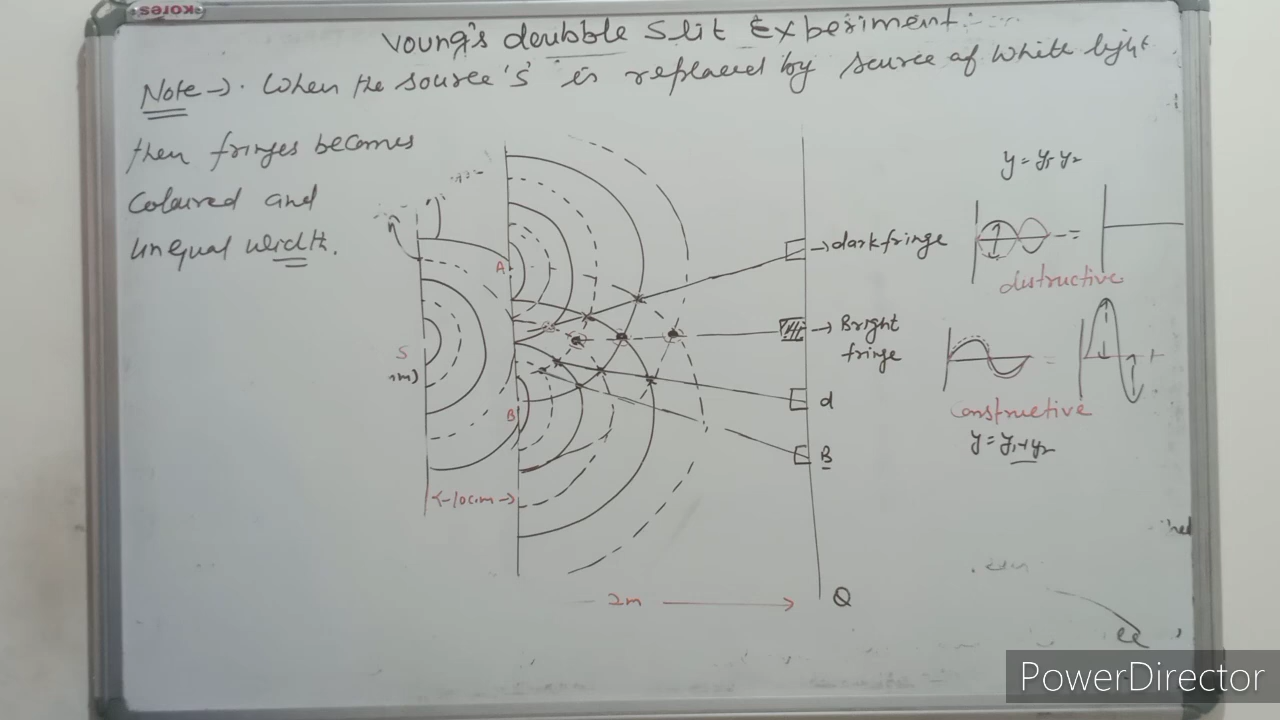 KORES
Young's doubble Slit Experiment.
Note → · When the source 'S' is replaced by source of White light
then fringes becomes
Coloured and
Unequal width.
A
S
B
←10cm→
2m
Q
→ dark fringe
→ Bright
fringe
d
B
y = y₁ y₂
=
distructive
=
Constructive
y = y₁+y₂
PowerDirector